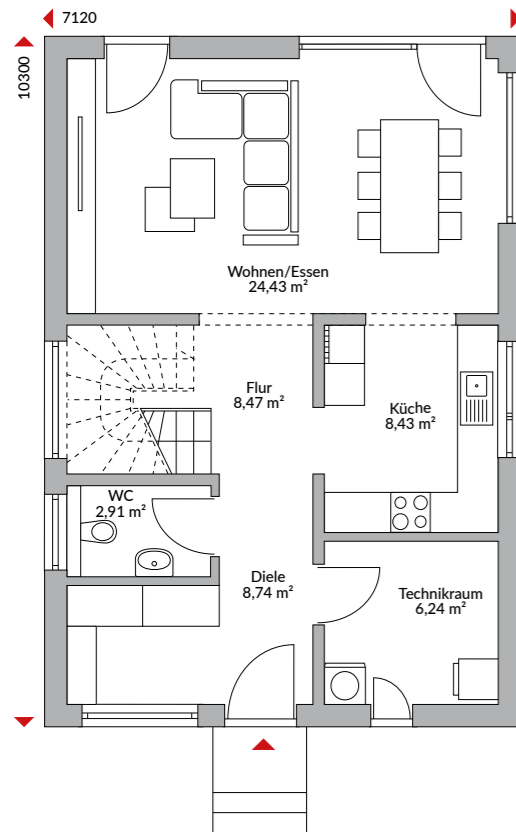 7120
10300
Wohnen/Essen
24,43 m²
Flur
8,47 m²
Küche
8,43 m²
WC
2,91 m²
Diele
8,74 m²
Technikraum
6,24 m²